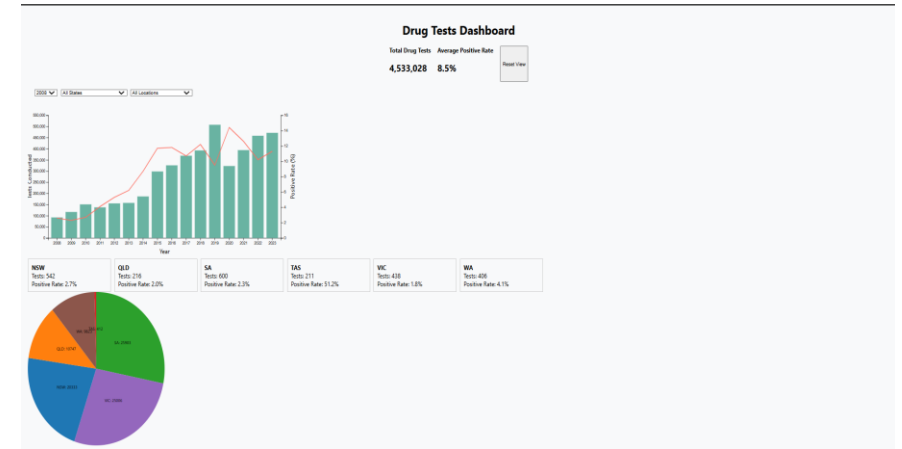 Drug Tests Dashboard
Total Drug Tests Average Positive Rate
4,533,028 8.5%
Reset View
2008 All States All Locations
Tests Conducted
Positive Rate (%)
2008 2009 2010 2011 2012 2013 2014 2015 2016 2017 2018 2019 2020 2021 2022 2023
Year
NSW
Tests: 542
Positive Rate: 2.7%
QLD
Tests: 216
Positive Rate: 2.0%
SA
Tests: 600
Positive Rate: 2.3%
TAS
Tests: 211
Positive Rate: 51.2%
VIC
Tests: 438
Positive Rate: 1.8%
WA
Tests: 406
Positive Rate: 4.1%